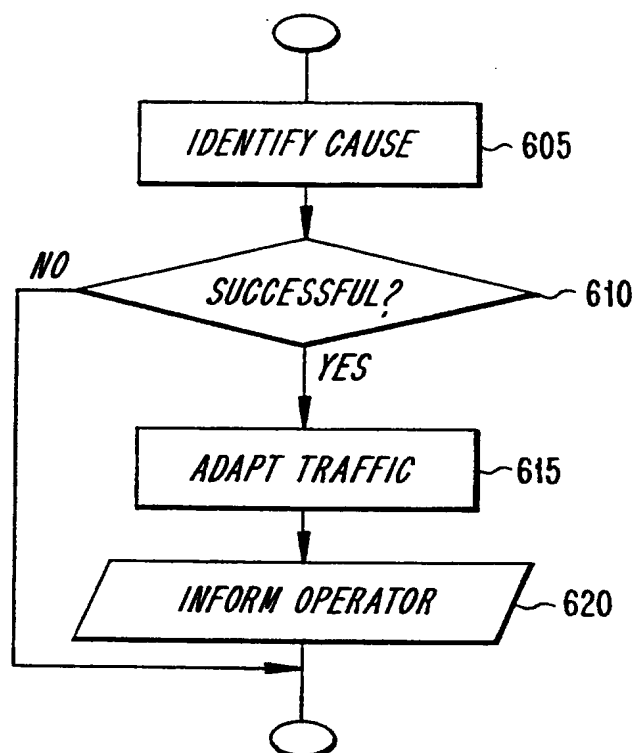 IDENTIFY CAUSE
605
NO
SUCCESSFUL?
610
YES
ADAPT TRAFFIC
615
INFORM OPERATOR
620